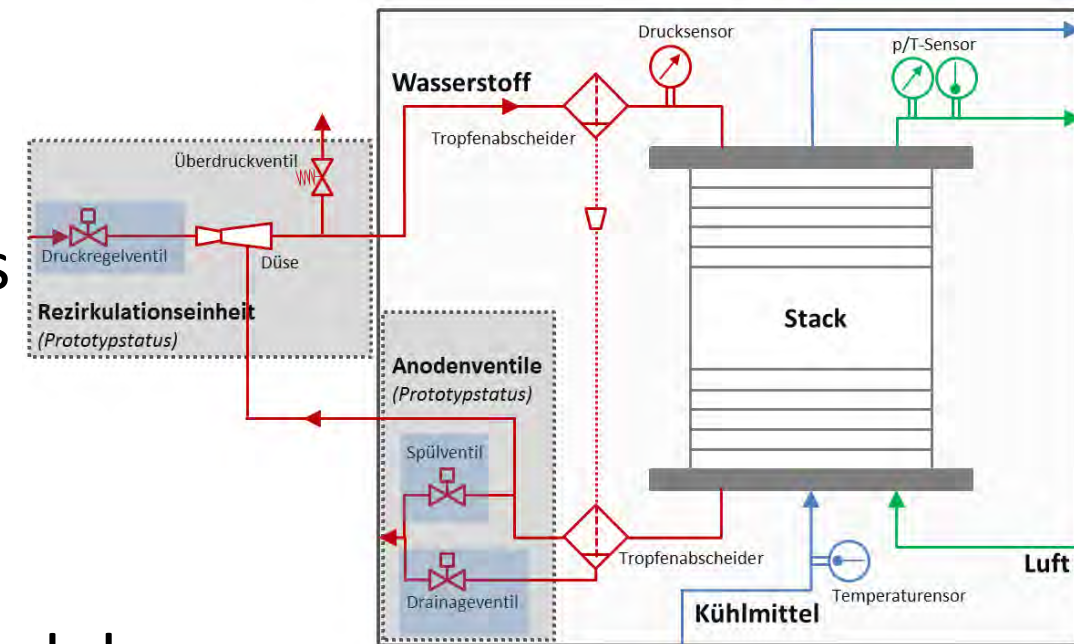 Drucksensor
p/T-Sensor
Wasserstoff
Tropfenabscheider
Überdruckventil
Druckregelventil
Düse
s
Rezirkulationseinheit
(Prototypstatus)
Stack
Anodenventile
(Prototypstatus)
Spülventil
Tropfenabscheider
Luft
Drainageventil
Temperaturensor
Kühlmittel